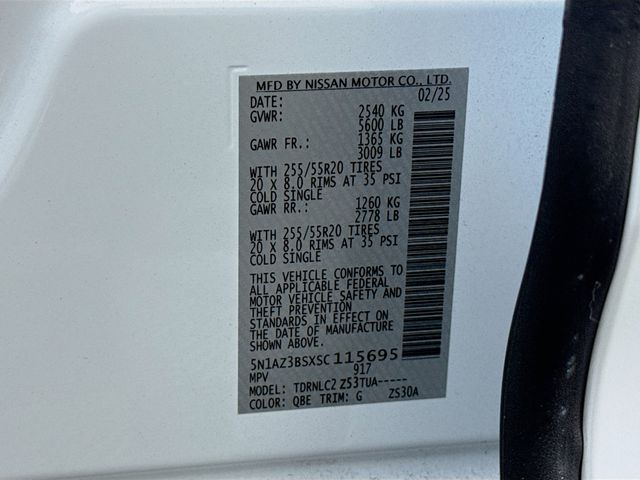 MFD BY NISSAN MOTOR CO., LTD.
DATE: 02/25
GVWR: 2540 KG
5600 LB
GAWR FR.: 1365 KG
3009 LB
WITH 255/55R20 TIRES
20 X 8.0 RIMS AT 35 PSI
COLD SINGLE
GAWR RR.: 1260 KG
2778 LB
WITH 255/55R20 TIRES
20 X 8.0 RIMS AT 35 PSI
COLD SINGLE
THIS VEHICLE CONFORMS TO
ALL APPLICABLE FEDERAL
MOTOR VEHICLE SAFETY AND
THEFT PREVENTION
STANDARDS IN EFFECT ON
THE DATE OF MANUFACTURE
SHOWN ABOVE.
5N1AZ3BSXSC115695
MPV 917
MODEL: TDRNLC2 Z53TUA-----
COLOR: QBE TRIM: G ZS30A